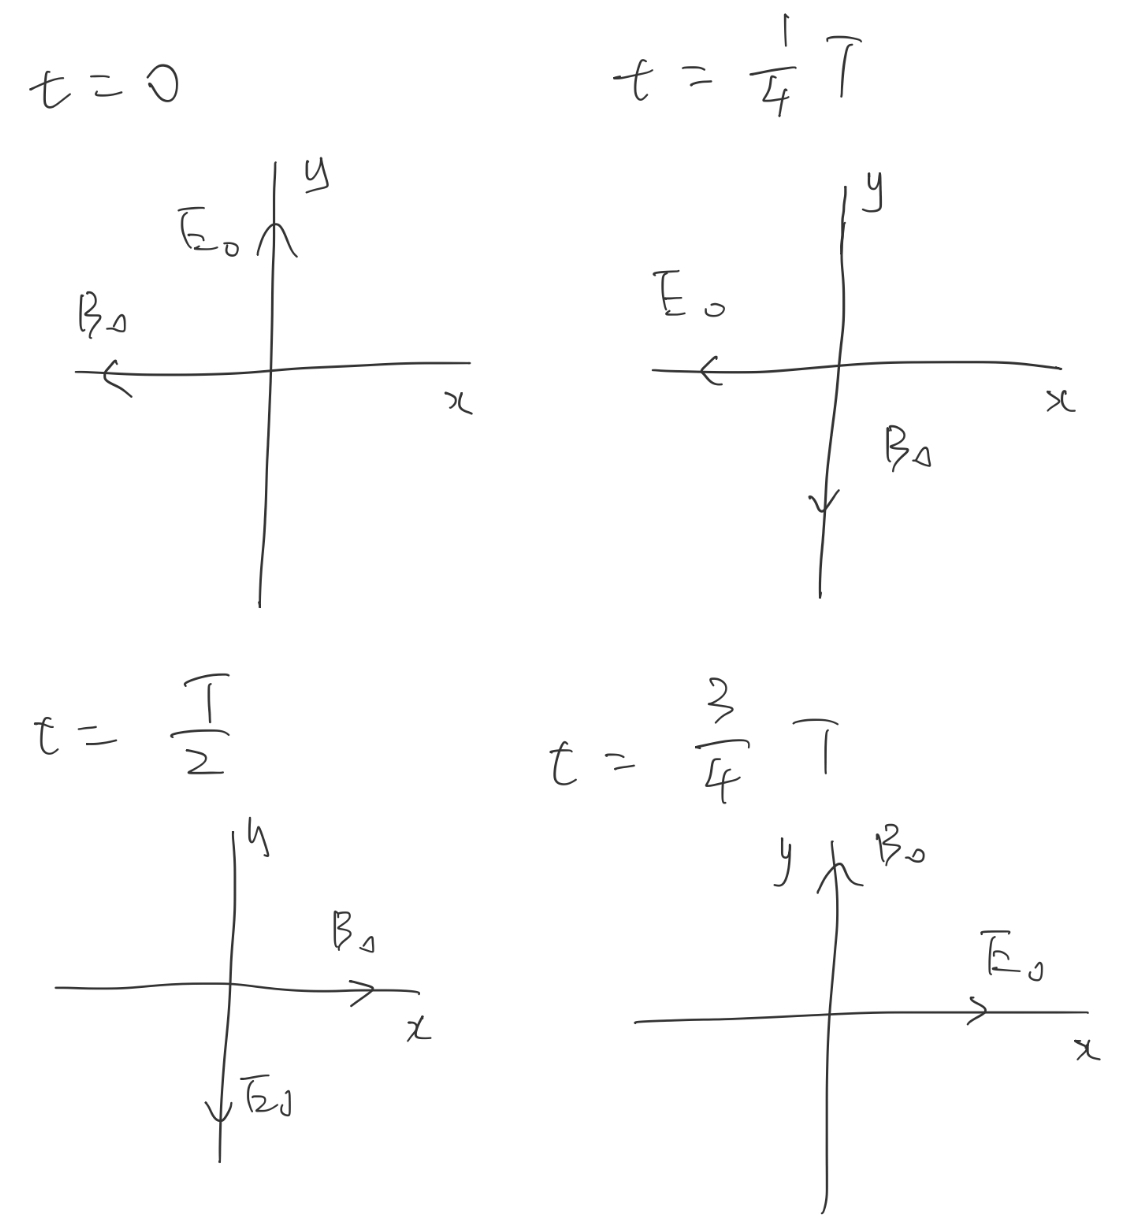 t = 0
t = 1/4 T
y
E₀
B₀
x
y
E₀
x
B₀
t = T/2
t = 3/4 T
y
B₀
x
E₀
y
B₀
E₀
x